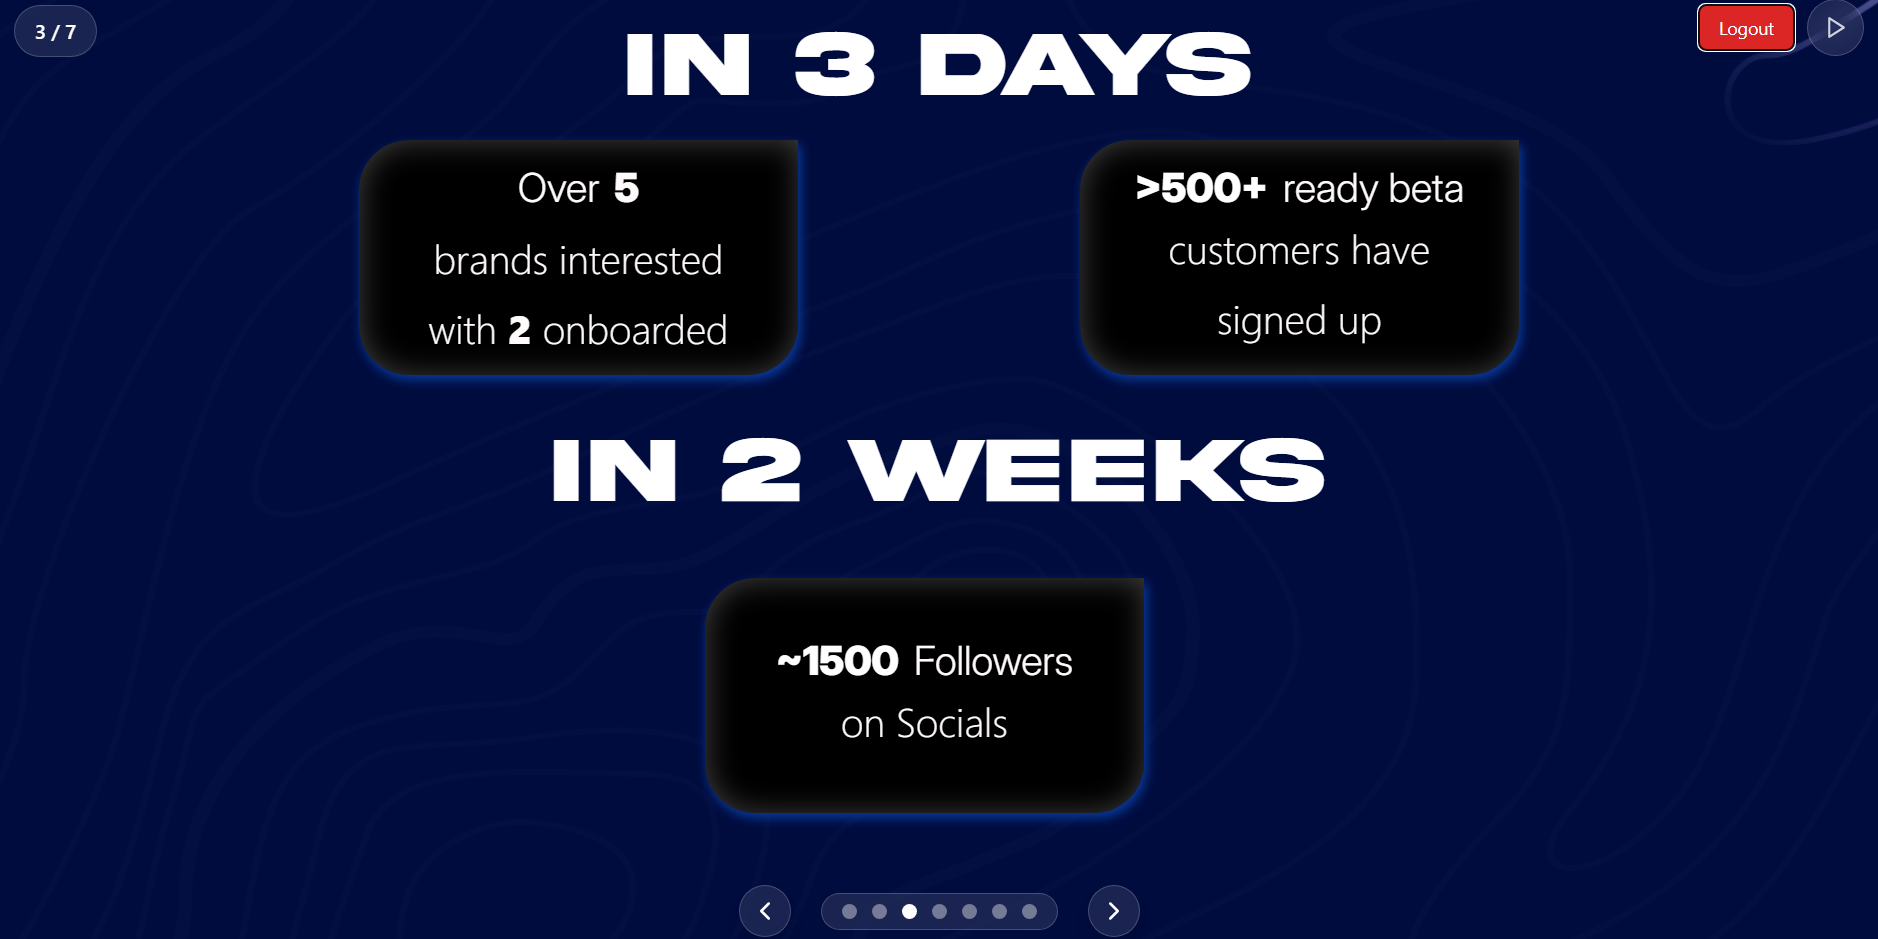 3 / 7
Logout
IN 3 DAYS
Over 5
brands interested
with 2 onboarded
>500+ ready beta
customers have
signed up
IN 2 WEEKS
~1500 Followers
on Socials